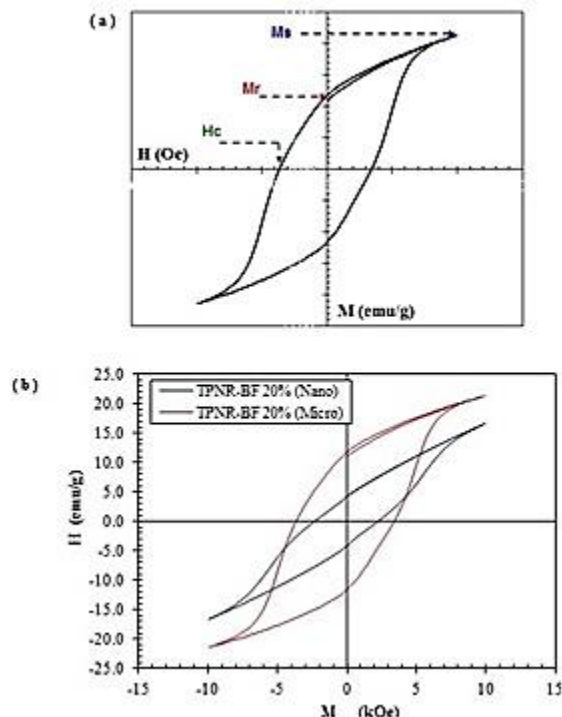 ( a )
Ms
Mr
Hc
H (Oe)
M (emu/g)
( b )
TPNR-BF 20% (Nano)
TPNR-BF 20% (Micro)
H (emu/g)
25.0
20.0
15.0
10.0
5.0
0.0
-5.0
-10.0
-15.0
-20.0
-25.0
-15 -10 -5 0 5 10 15
M (kOe)